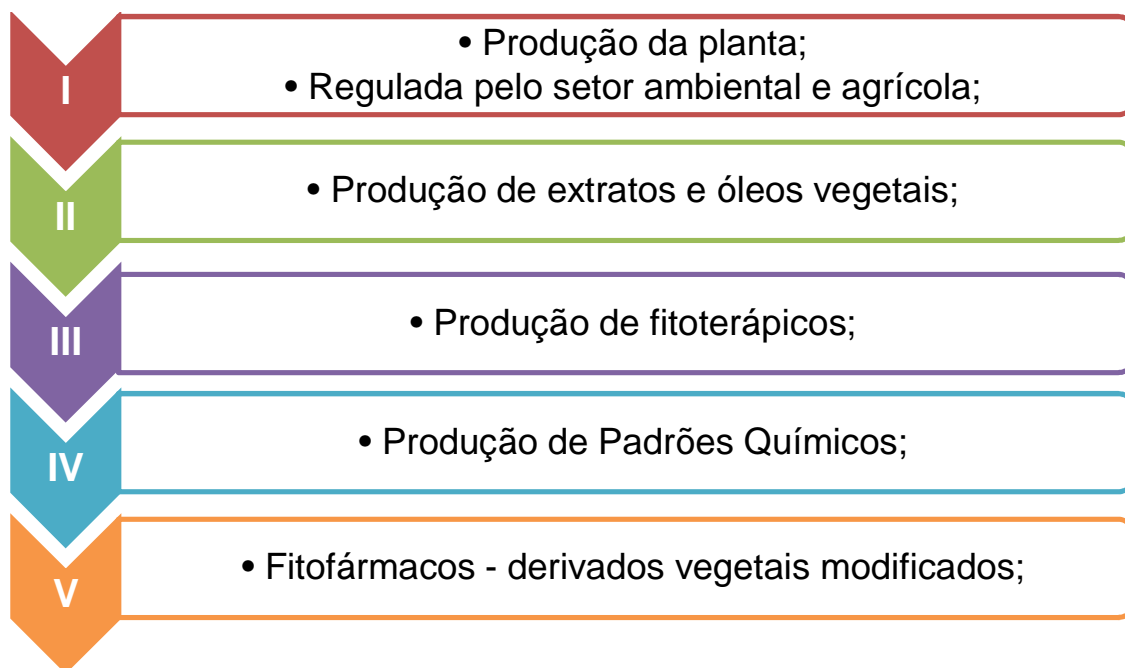 I
• Produção da planta;
• Regulada pelo setor ambiental e agrícola;
II
• Produção de extratos e óleos vegetais;
III
• Produção de fitoterápicos;
IV
• Produção de Padrões Químicos;
V
• Fitofármacos - derivados vegetais modificados;